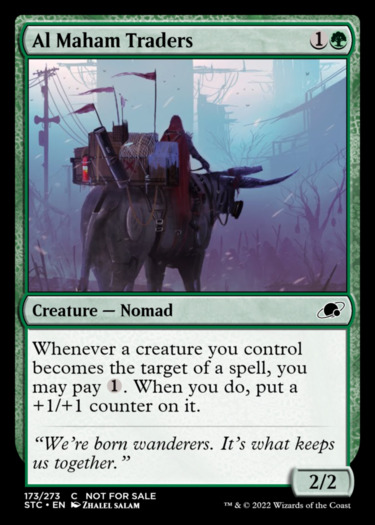 Al Maham Traders 1
Creature — Nomad
Whenever a creature you control
becomes the target of a spell, you
may pay 1. When you do, put a
+1/+1 counter on it.
“We’re born wanderers. It’s what keeps
us together.”
2/2
173/273 C NOT FOR SALE
STC • EN ZHALEL SALAM
™ & © 2022 Wizards of the Coast